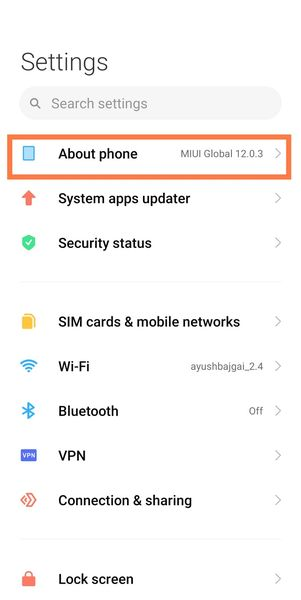 Settings
Search settings
About phone MIUI Global 12.0.3
System apps updater
Security status
SIM cards & mobile networks
Wi-Fi ayushbajgai_2.4
Bluetooth Off
VPN VPN
Connection & sharing
Lock screen